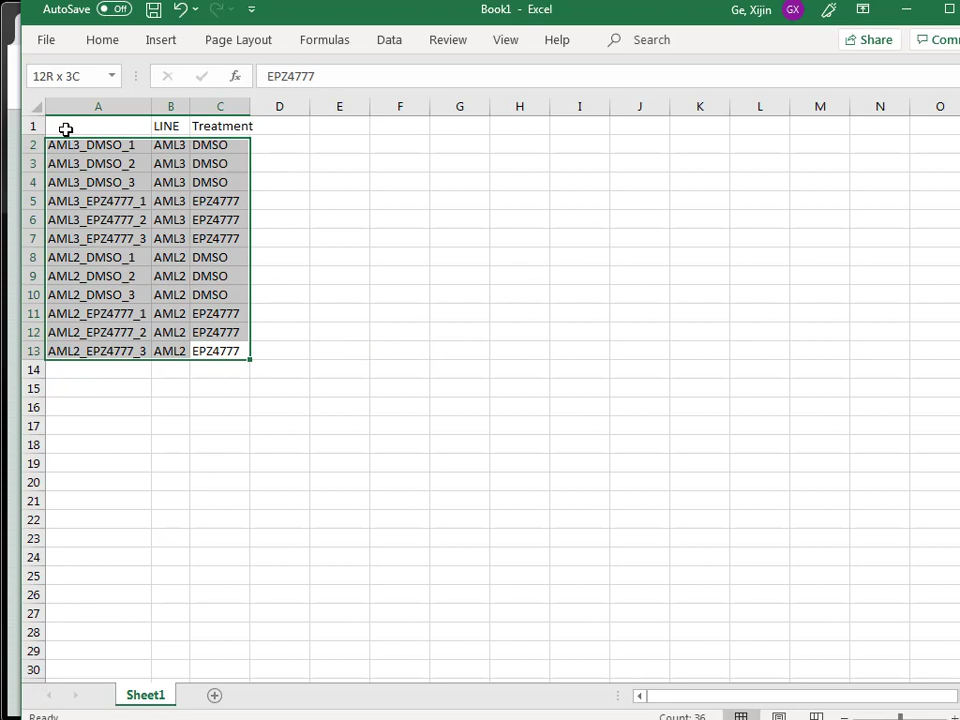 AutoSave Off Book1 - Excel Ge, Xijin GX
File Home Insert Page Layout Formulas Data Review View Help Search Share Com
12R x 3C fx EPZ4777
A B C D E F G H I J K L M N O
1 LINE Treatment
2 AML3_DMSO_1 AML3 DMSO
3 AML3_DMSO_2 AML3 DMSO
4 AML3_DMSO_3 AML3 DMSO
5 AML3_EPZ4777_1 AML3 EPZ4777
6 AML3_EPZ4777_2 AML3 EPZ4777
7 AML3_EPZ4777_3 AML3 EPZ4777
8 AML2_DMSO_1 AML2 DMSO
9 AML2_DMSO_2 AML2 DMSO
10 AML2_DMSO_3 AML2 DMSO
11 AML2_EPZ4777_1 AML2 EPZ4777
12 AML2_EPZ4777_2 AML2 EPZ4777
13 AML2_EPZ4777_3 AML2 EPZ4777
14
15
16
17
18
19
20
21
22
23
24
25
26
27
28
29
30
Sheet1
Ready Count: 36